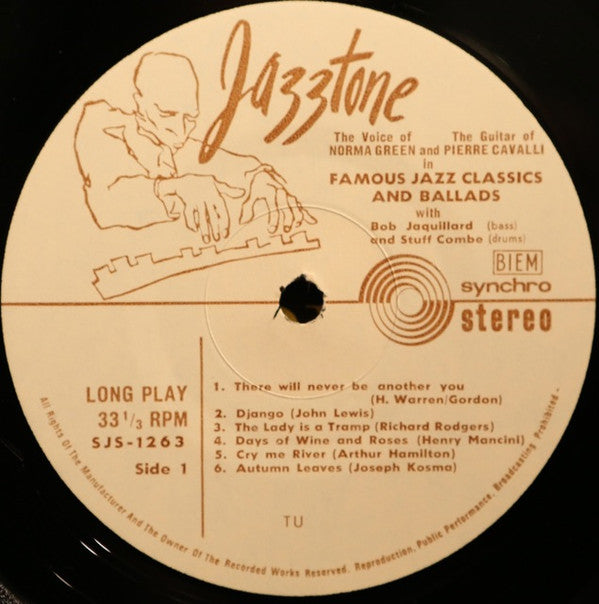 Jazztone
The Voice of The Guitar of
NORMA GREEN and PIERRE CAVALLI
in
FAMOUS JAZZ CLASSICS
AND BALLADS
with
Bob Jaquillard (bass)
and Stuff Combe (drums)
BIEM
synchro
stereo
LONG PLAY
33 1/3 RPM
SJS-1263
Side 1
1. There will never be another you
(H. Warren/Gordon)
2. Django (John Lewis)
3. The Lady is a Tramp (Richard Rodgers)
4. Days of Wine and Roses (Henry Mancini)
5. Cry me River (Arthur Hamilton)
6. Autumn Leaves (Joseph Kosma)
TU
All Rights Of The Manufacturer And The Owner Of The Recorded Works Reserved. Reproduction, Public Performance, Broadcasting Prohibited -